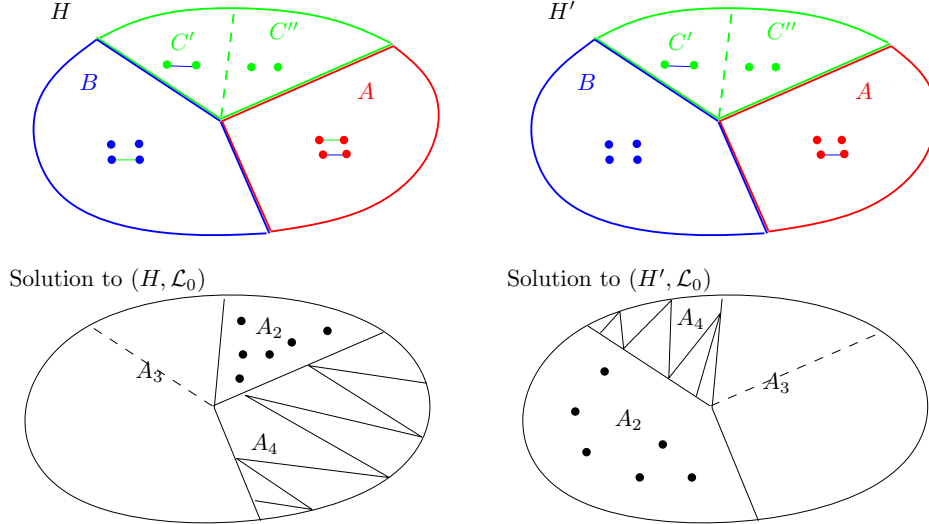 H
C′ C″
B
A
H′
C′ C″
B
A
Solution to (H, ℒ₀)
A₂
A₃
A₄
Solution to (H′, ℒ₀)
A₄
A₃
A₂